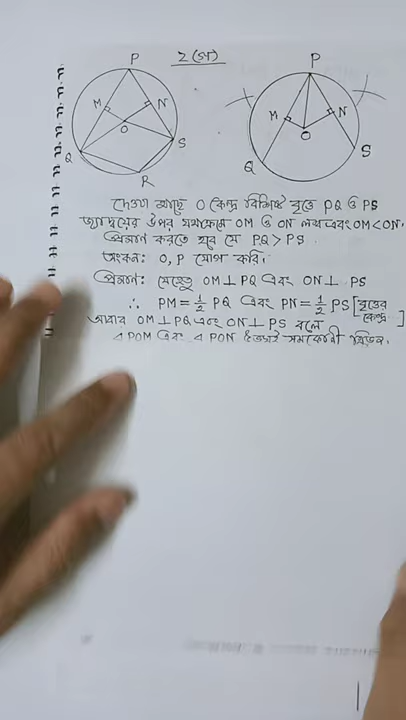 2(গ)
P
M
N
O
Q
S
R
P
M
N
O
Q
S
দেওয়া আছে O কেন্দ্র বিশিষ্ট বৃত্তে PQ ও PS
জ্যাদ্বয়ের উপর যথাক্রমে OM ও ON লম্ব এবং OM<ON.
প্রমাণ করতে হবে যে PQ > PS.
অংকন: O, P যোগ করি।
প্রমাণ: যেহেতু OM⊥PQ এবং ON⊥ PS
∴ PM = 1/2 PQ এবং PN = 1/2 PS [বৃত্তের কেন্দ্র ]
আবার OM⊥PQ এবং ON⊥PS বলে
Δ POM এবং Δ PON উভয়ই সমকোণী ত্রিভুজ.